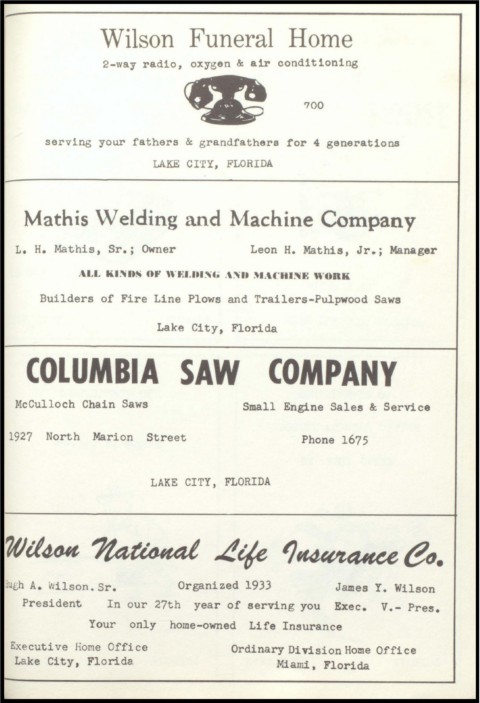 Wilson Funeral Home
2-way radio, oxygen & air conditioning
700
serving your fathers & grandfathers for 4 generations
LAKE CITY, FLORIDA
Mathis Welding and Machine Company
L. H. Mathis, Sr.; Owner Leon H. Mathis, Jr.; Manager
ALL KINDS OF WELDING AND MACHINE WORK
Builders of Fire Line Plows and Trailers-Pulpwood Saws
Lake City, Florida
COLUMBIA SAW COMPANY
McCulloch Chain Saws Small Engine Sales & Service
1927 North Marion Street Phone 1675
LAKE CITY, FLORIDA
Wilson National Life Insurance Co.
A. Wilson. Sr. Organized 1933 James Y. Wilson
President In our 27th year of serving you Exec. V.- Pres.
Your only home-owned Life Insurance
Executive Home Office Ordinary Division Home Office
Lake City, Florida Miami, Florida